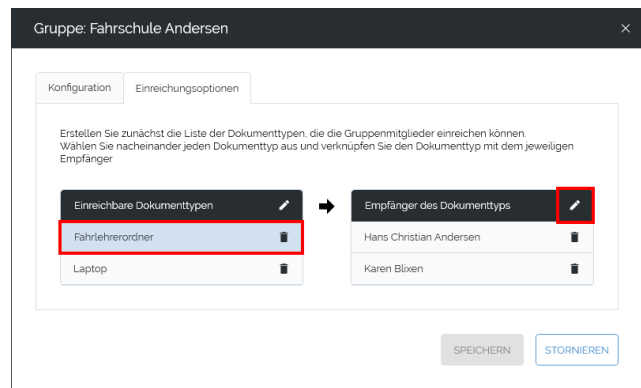 Gruppe: Fahrschule Andersen
Konfiguration
Einreichungsoptionen
Erstellen Sie zunächst die Liste der Dokumenttypen, die die Gruppenmitglieder einreichen können.
Wählen Sie nacheinander jeden Dokumenttyp aus und verknüpfen Sie den Dokumenttyp mit dem jeweiligen
Empfänger
Einreichbare Dokumenttypen
Fahrlehrerordner
Laptop
Empfänger des Dokumenttyps
Hans Christian Andersen
Karen Blixen
SPEICHERN
STORNIEREN